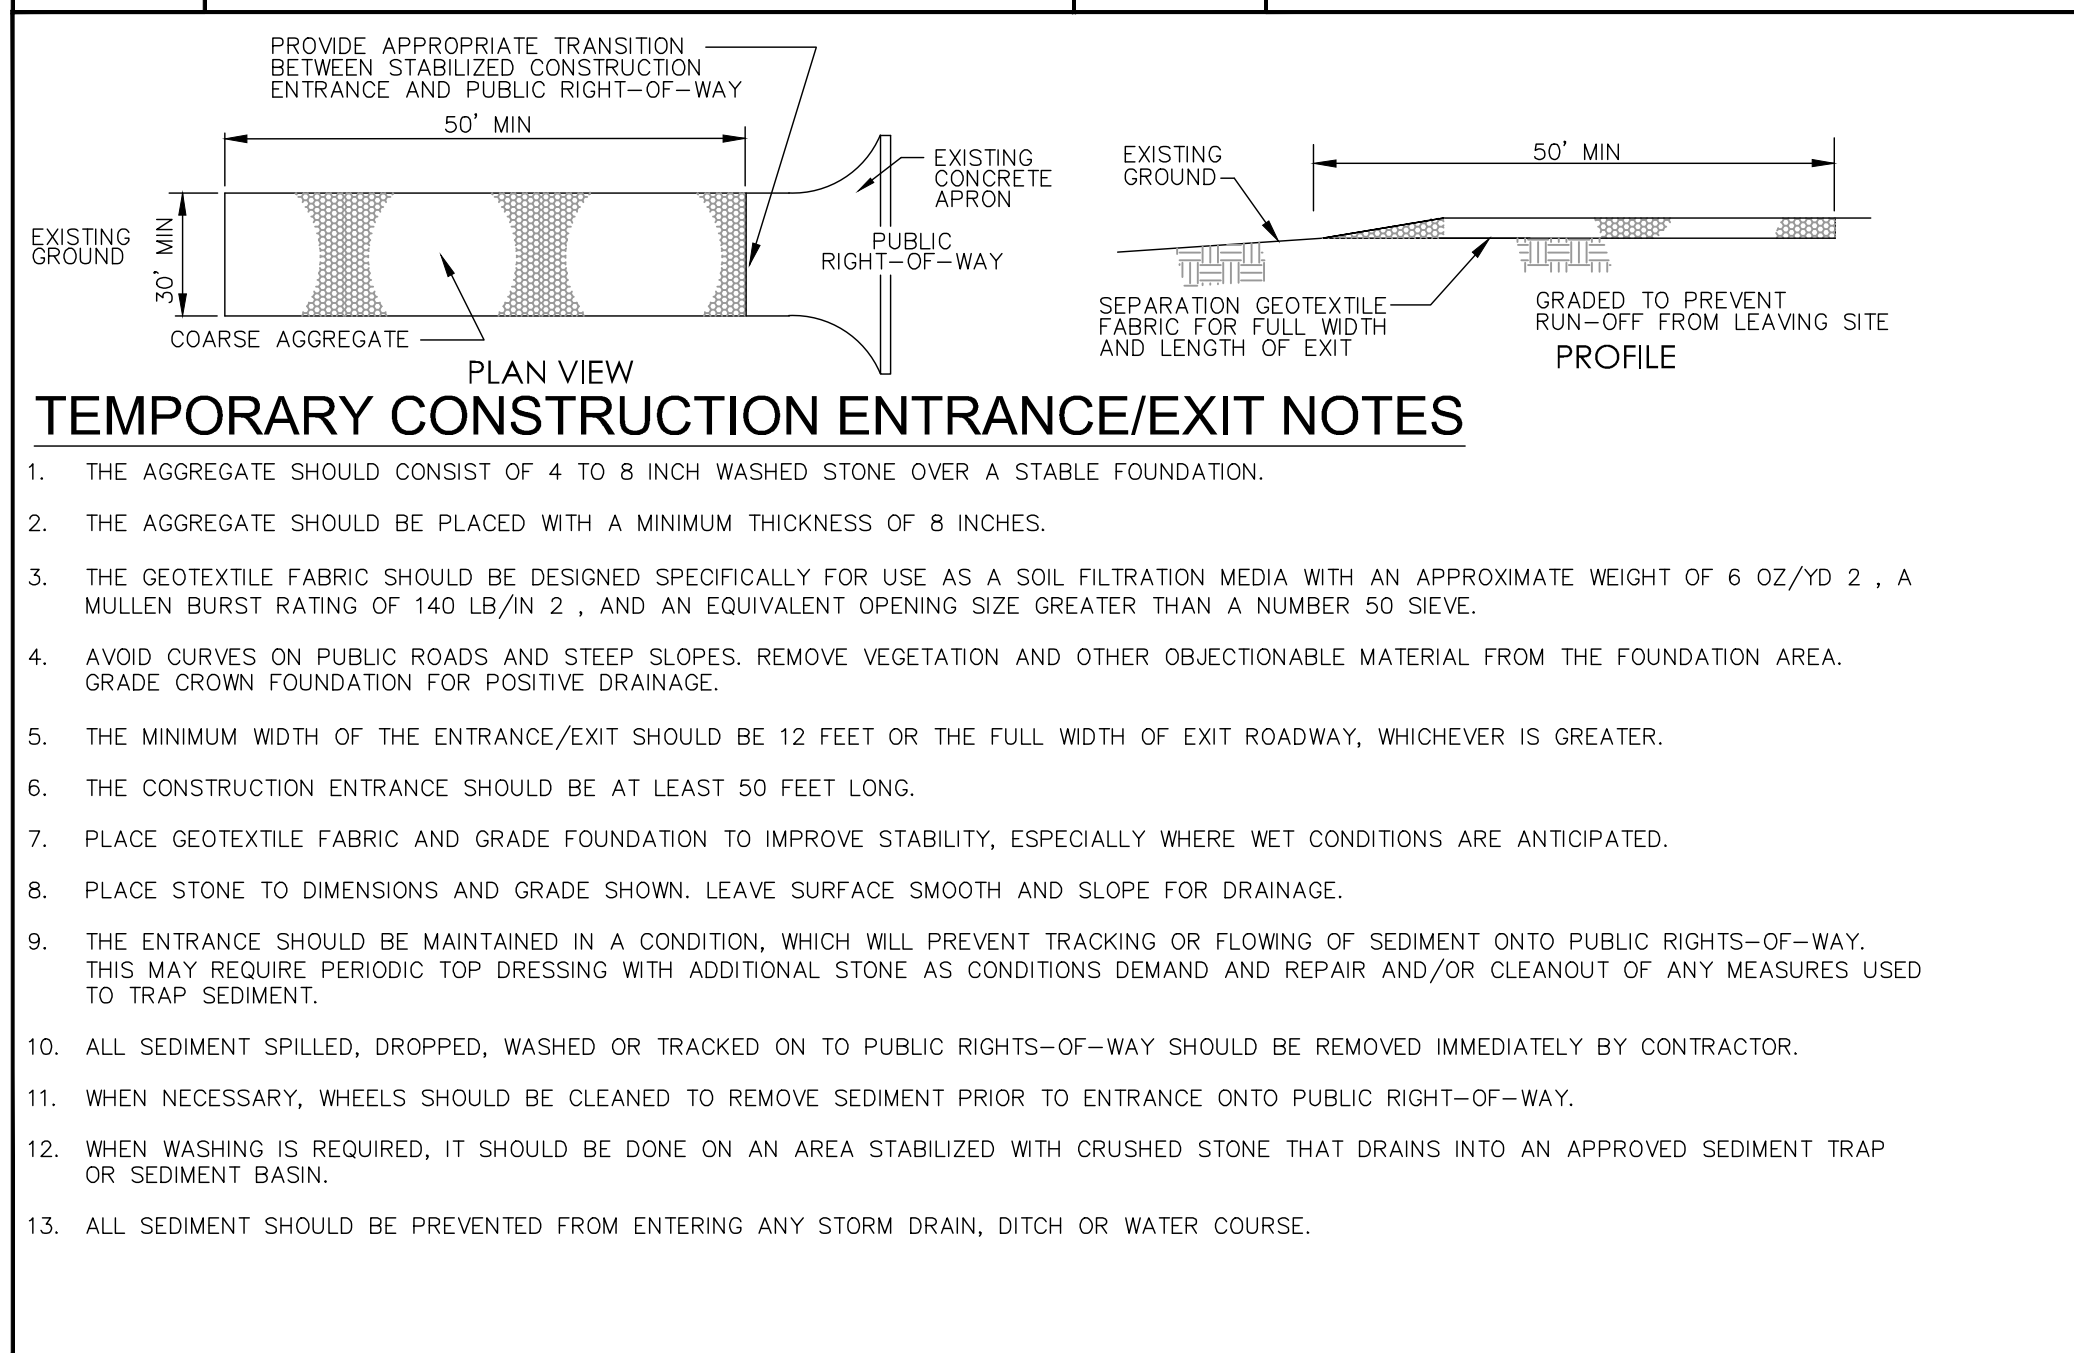 PROVIDE APPROPRIATE TRANSITION
BETWEEN STABILIZED CONSTRUCTION
ENTRANCE AND PUBLIC RIGHT-OF-WAY
50' MIN
EXISTING
GROUND
30' MIN
COARSE AGGREGATE
EXISTING
CONCRETE
APRON
PUBLIC
RIGHT-OF-WAY
PLAN VIEW
EXISTING
GROUND
50' MIN
SEPARATION GEOTEXTILE
FABRIC FOR FULL WIDTH
AND LENGTH OF EXIT
GRADED TO PREVENT
RUN-OFF FROM LEAVING SITE
PROFILE
TEMPORARY CONSTRUCTION ENTRANCE/EXIT NOTES
1. THE AGGREGATE SHOULD CONSIST OF 4 TO 8 INCH WASHED STONE OVER A STABLE FOUNDATION.
2. THE AGGREGATE SHOULD BE PLACED WITH A MINIMUM THICKNESS OF 8 INCHES.
3. THE GEOTEXTILE FABRIC SHOULD BE DESIGNED SPECIFICALLY FOR USE AS A SOIL FILTRATION MEDIA WITH AN APPROXIMATE WEIGHT OF 6 OZ/YD 2 , A
MULLEN BURST RATING OF 140 LB/IN 2 , AND AN EQUIVALENT OPENING SIZE GREATER THAN A NUMBER 50 SIEVE.
4. AVOID CURVES ON PUBLIC ROADS AND STEEP SLOPES. REMOVE VEGETATION AND OTHER OBJECTIONABLE MATERIAL FROM THE FOUNDATION AREA.
GRADE CROWN FOUNDATION FOR POSITIVE DRAINAGE.
5. THE MINIMUM WIDTH OF THE ENTRANCE/EXIT SHOULD BE 12 FEET OR THE FULL WIDTH OF EXIT ROADWAY, WHICHEVER IS GREATER.
6. THE CONSTRUCTION ENTRANCE SHOULD BE AT LEAST 50 FEET LONG.
7. PLACE GEOTEXTILE FABRIC AND GRADE FOUNDATION TO IMPROVE STABILITY, ESPECIALLY WHERE WET CONDITIONS ARE ANTICIPATED.
8. PLACE STONE TO DIMENSIONS AND GRADE SHOWN. LEAVE SURFACE SMOOTH AND SLOPE FOR DRAINAGE.
9. THE ENTRANCE SHOULD BE MAINTAINED IN A CONDITION, WHICH WILL PREVENT TRACKING OR FLOWING OF SEDIMENT ONTO PUBLIC RIGHTS-OF-WAY.
THIS MAY REQUIRE PERIODIC TOP DRESSING WITH ADDITIONAL STONE AS CONDITIONS DEMAND AND REPAIR AND/OR CLEANOUT OF ANY MEASURES USED
TO TRAP SEDIMENT.
10. ALL SEDIMENT SPILLED, DROPPED, WASHED OR TRACKED ON TO PUBLIC RIGHTS-OF-WAY SHOULD BE REMOVED IMMEDIATELY BY CONTRACTOR.
11. WHEN NECESSARY, WHEELS SHOULD BE CLEANED TO REMOVE SEDIMENT PRIOR TO ENTRANCE ONTO PUBLIC RIGHT-OF-WAY.
12. WHEN WASHING IS REQUIRED, IT SHOULD BE DONE ON AN AREA STABILIZED WITH CRUSHED STONE THAT DRAINS INTO AN APPROVED SEDIMENT TRAP
OR SEDIMENT BASIN.
13. ALL SEDIMENT SHOULD BE PREVENTED FROM ENTERING ANY STORM DRAIN, DITCH OR WATER COURSE.